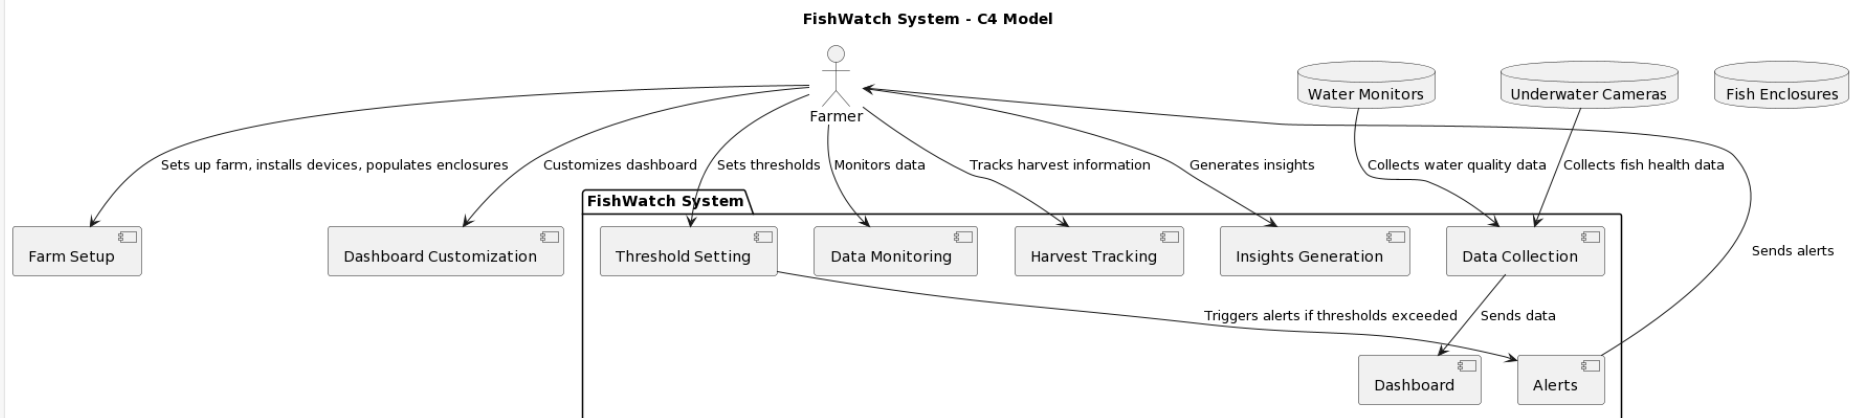 FishWatch System - C4 Model
Farmer
Water Monitors
Underwater Cameras
Fish Enclosures
Sets up farm, installs devices, populates enclosures
Customizes dashboard
Sets thresholds
Monitors data
Tracks harvest information
Generates insights
Collects water quality data
Collects fish health data
FishWatch System
Farm Setup
Dashboard Customization
Threshold Setting
Data Monitoring
Harvest Tracking
Insights Generation
Data Collection
Sends alerts
Triggers alerts if thresholds exceeded
Sends data
Dashboard
Alerts